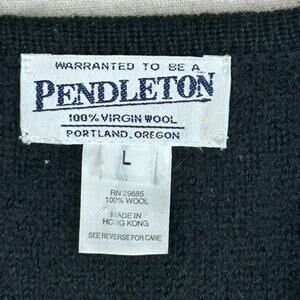 WARRANTED TO BE A
PENDLETON
100% VIRGIN WOOL
PORTLAND, OREGON
L
RN 29685
100% WOOL
MADE IN
HONG KONG
SEE REVERSE FOR CARE